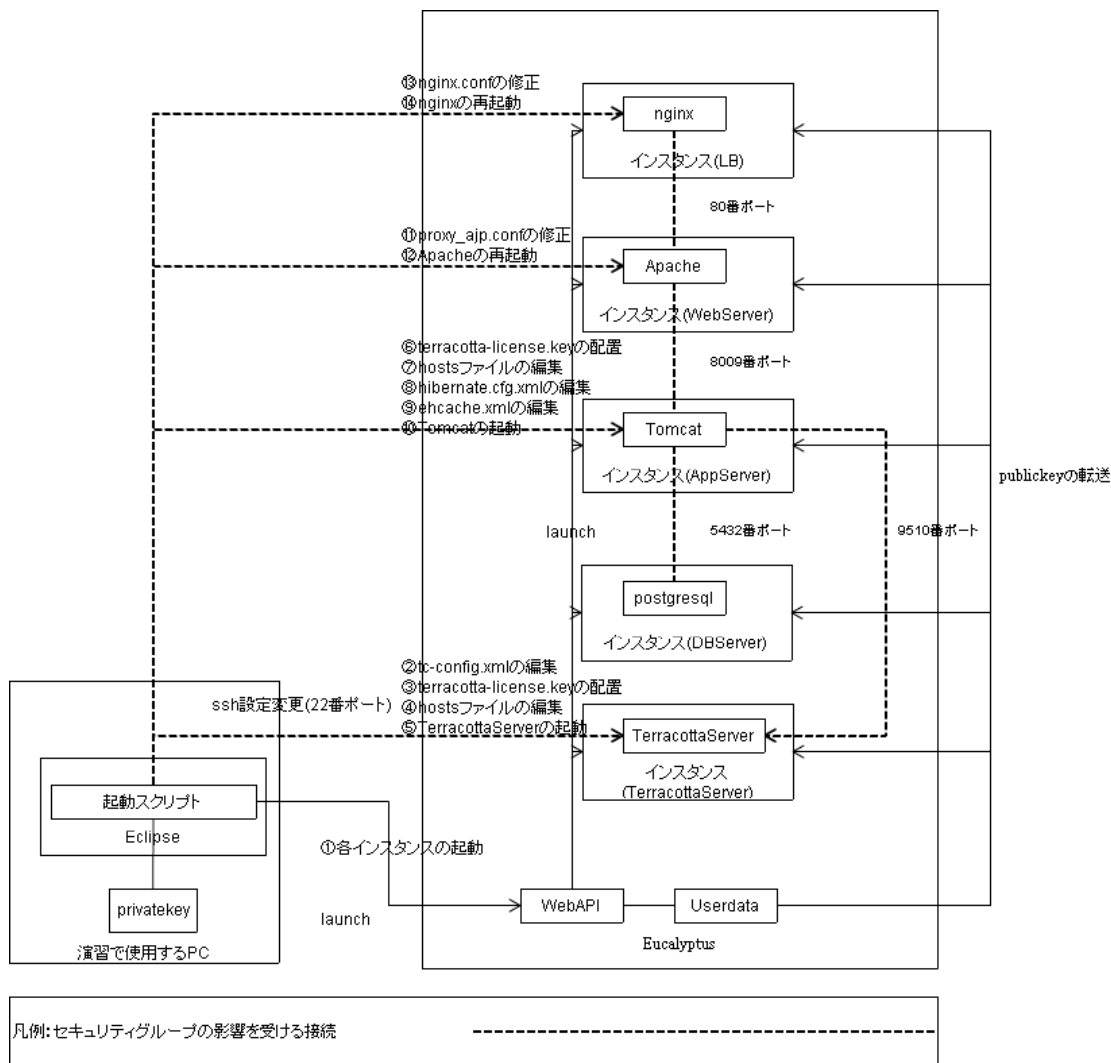 ⑬nginx.confの修正
⑭nginxの再起動
nginx
インスタンス(LB)
80番ポート
⑪proxy_ajp.confの修正
⑫Apacheの再起動
Apache
インスタンス(WebServer)
⑥terracotta-license.keyの配置
⑦hostsファイルの編集
⑧hibernate.cfg.xmlの編集
⑨ehcache.xmlの編集
⑩Tomcatの起動
8009番ポート
Tomcat
インスタンス(AppServer)
publickeyの転送
launch
5432番ポート
9510番ポート
postgresql
インスタンス(DBServer)
②tc-config.xmlの編集
③terracotta-license.keyの配置
④hostsファイルの編集
⑤TerracottaServerの起動
ssh設定変更(22番ポート)
TerracottaServer
インスタンス
(TerracottaServer)
起動スクリプト
Eclipse
①各インスタンスの起動
privatekey
launch
WebAPI
Userdata
演習で使用するPC
Eucalyptus
凡例:セキュリティグループの影響を受ける接続